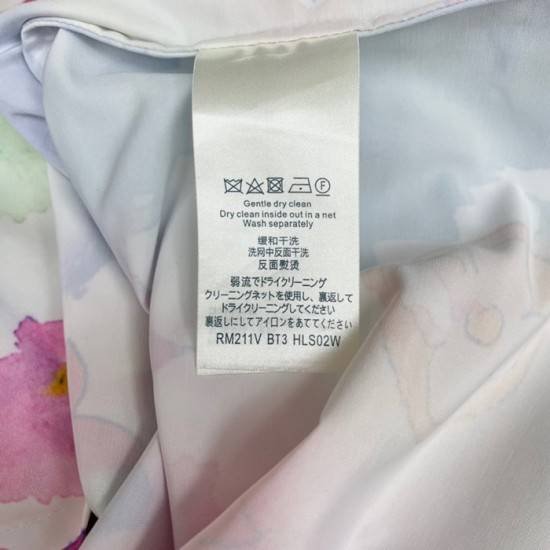 Gentle dry clean
Dry clean inside out in a net
Wash separately
缓和干洗
洗网中反面干洗
反面熨烫
弱流でドライクリーニング
クリーニングネットを使用し、裏返して
ドライクリーニングしてください
裏返しにしてアイロンをあててください
RM211V BT3 HLS02W